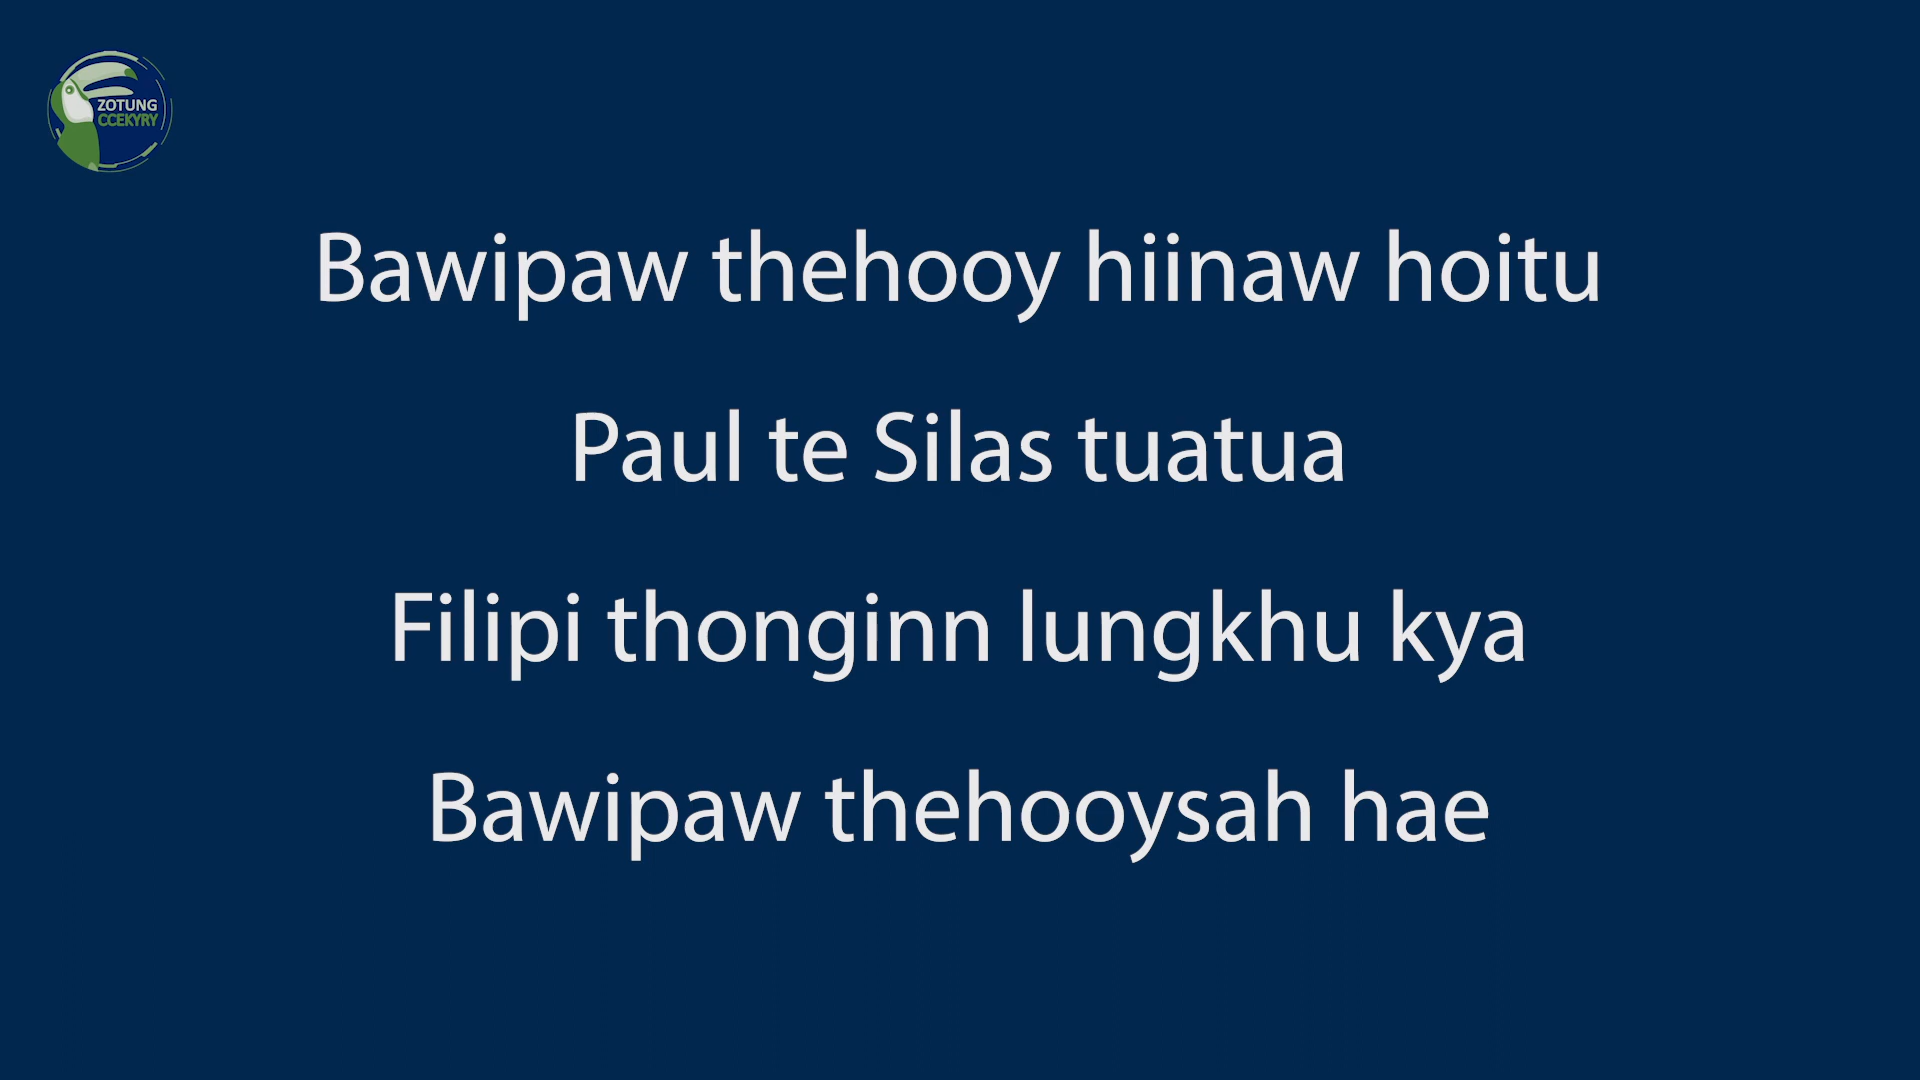 ZOTUNG
CCEKYRY
Bawipaw thehooy hiinaw hoitu
Paul te Silas tuatua
Filipi thonginn lungkhu kya
Bawipaw thehooysah hae